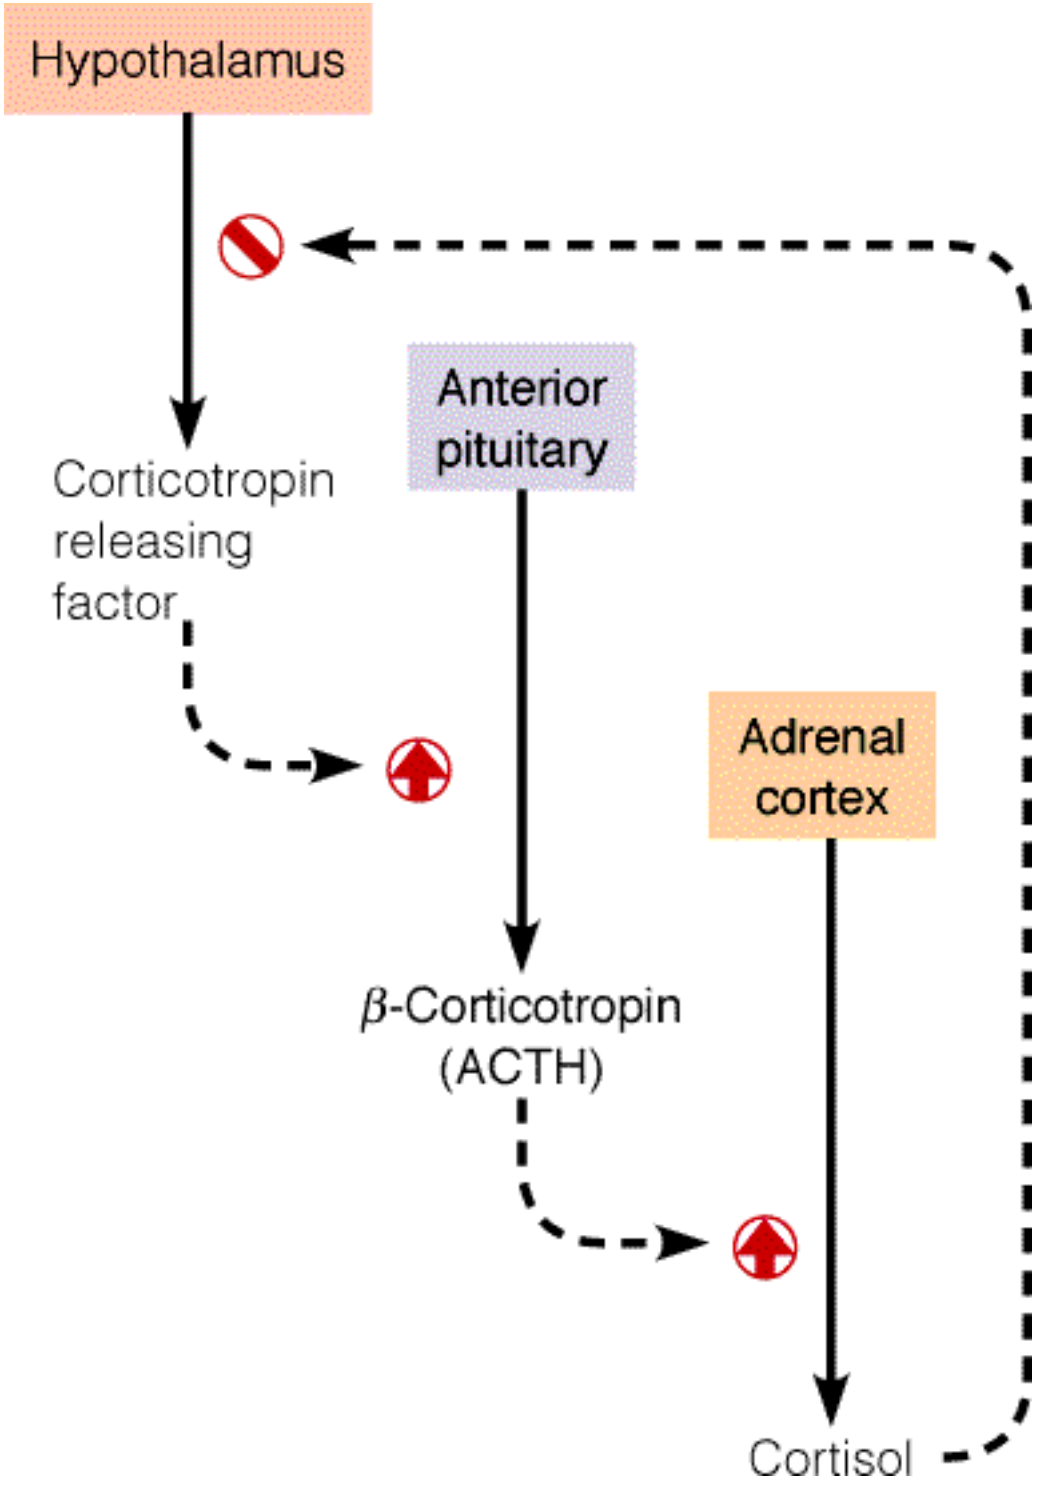 Hypothalamus
Anterior
pituitary
Corticotropin
releasing
factor
Adrenal
cortex
β-Corticotropin
(ACTH)
Cortisol